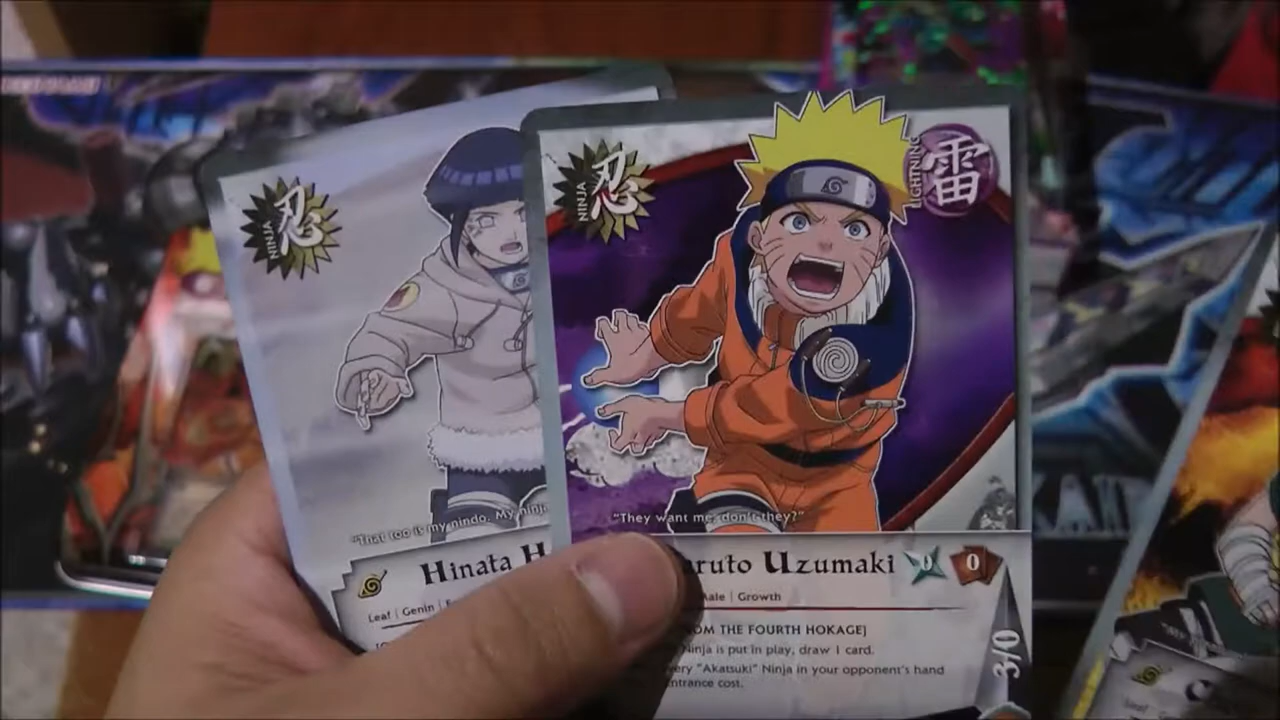 NINJA
忍
"That too is my nindo. My ninj
Hinata H
Leaf | Genin |
NINJA
忍
LIGHTNING
雷
"They want me, don't they?"
aruto Uzumaki
0
0
Male | Growth
OM THE FOURTH HOKAGE]
Ninja is put in play, draw 1 card.
ery "Akatsuki" Ninja in your opponent's hand
entrance cost.
3/0